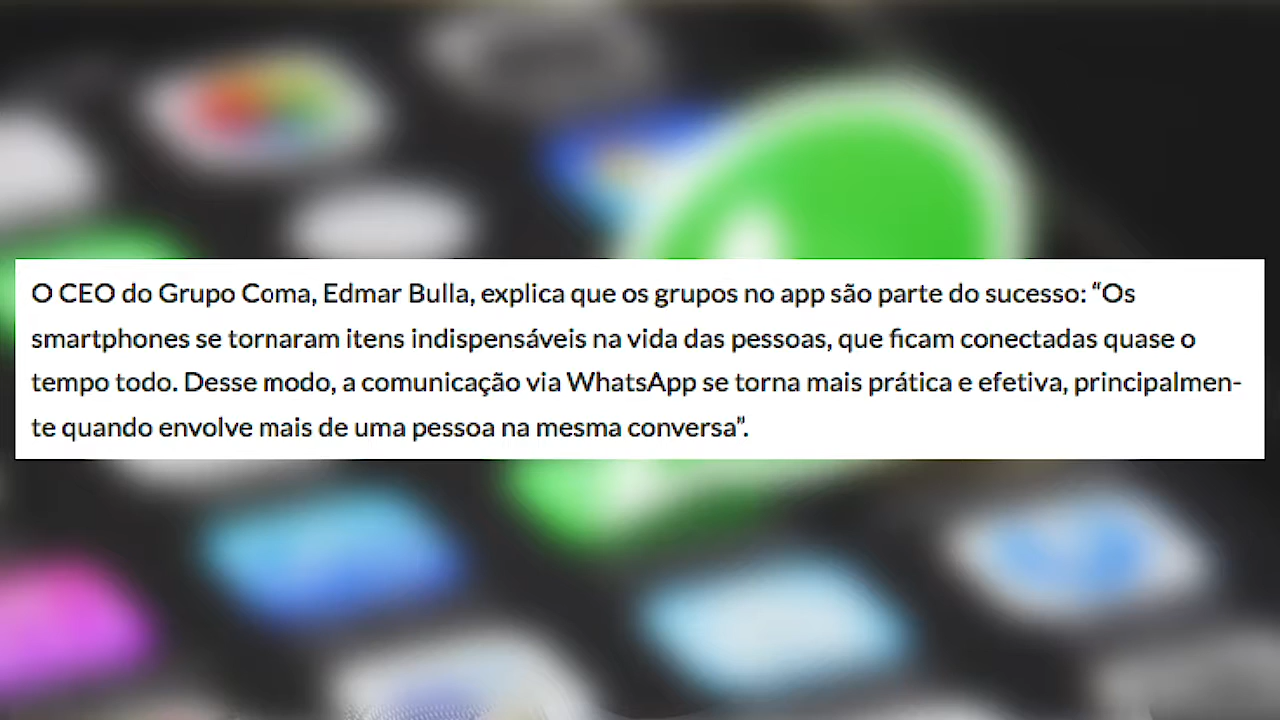 O CEO do Grupo Coma, Edmar Bulla, explica que os grupos no app são parte do sucesso: “Os
smartphones se tornaram itens indispensáveis na vida das pessoas, que ficam conectadas quase o
tempo todo. Desse modo, a comunicação via WhatsApp se torna mais prática e efetiva, principalmen-
te quando envolve mais de uma pessoa na mesma conversa”.